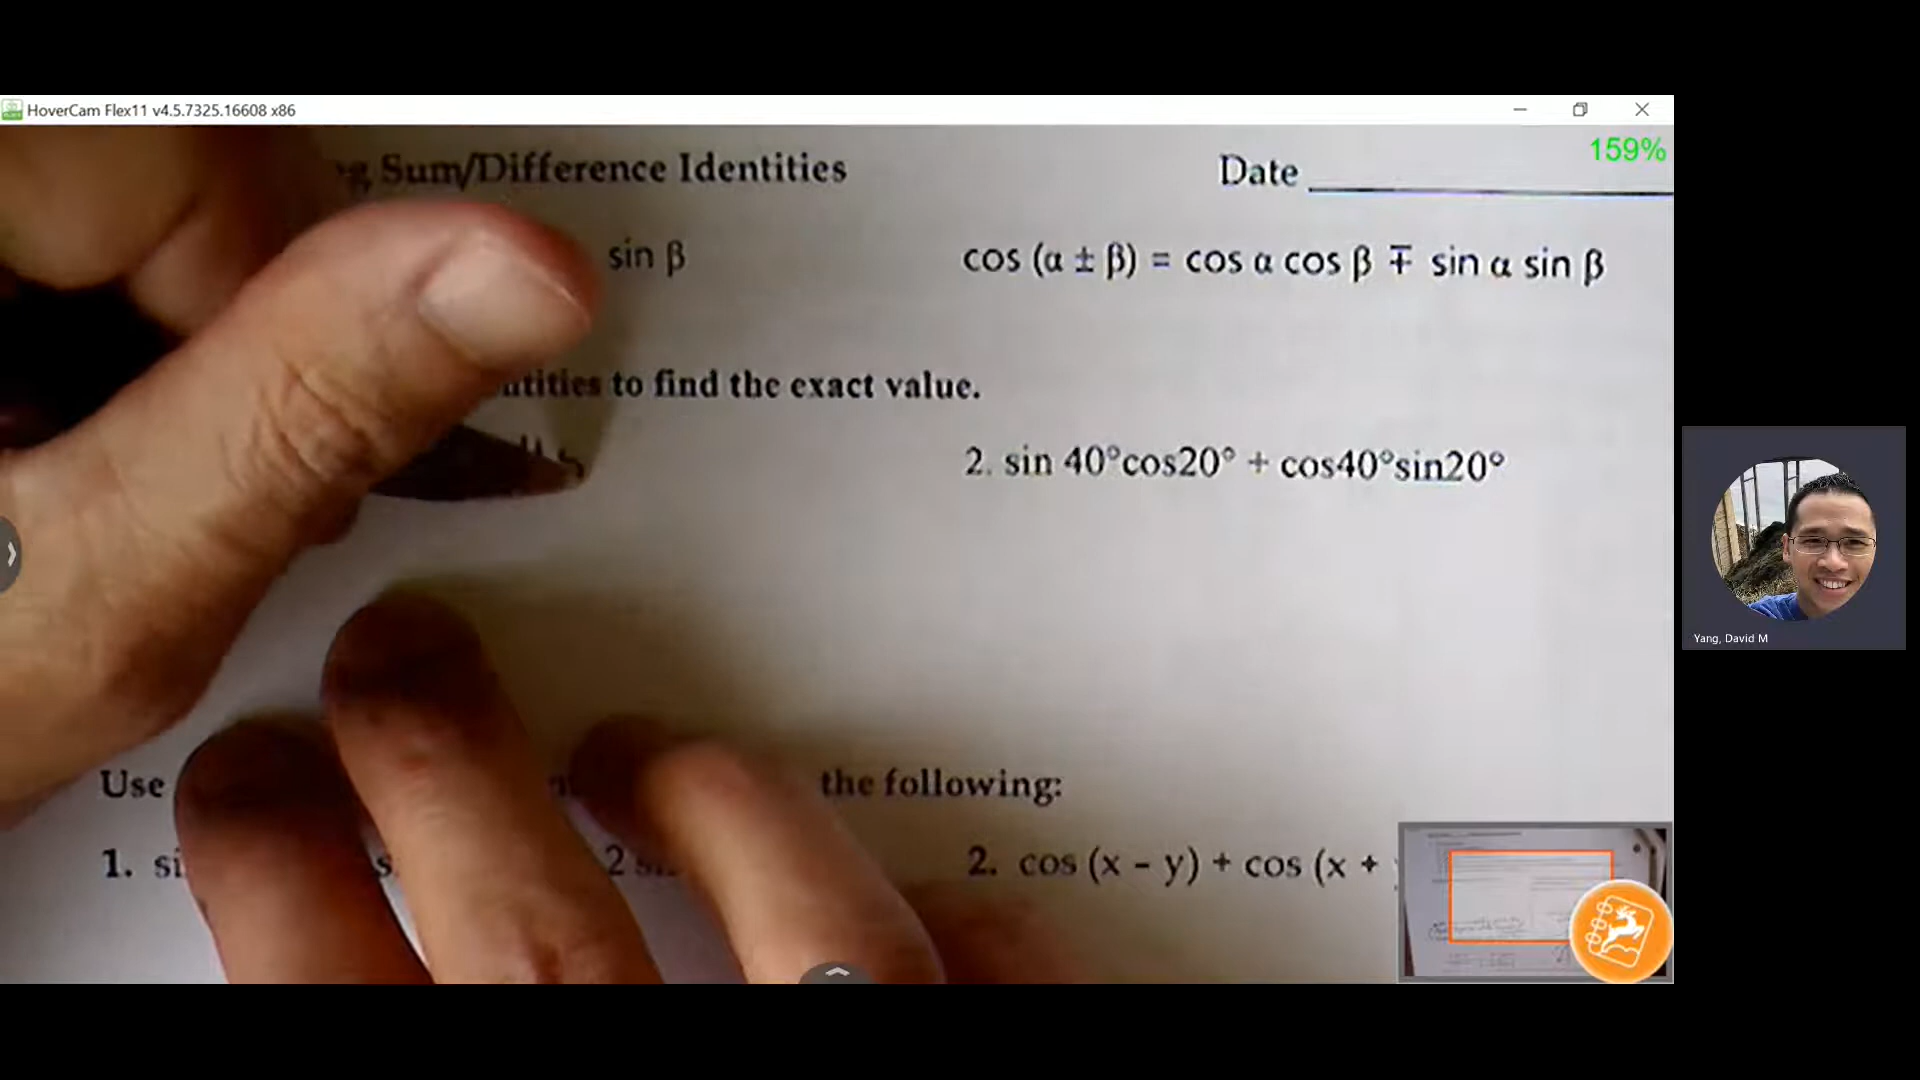 HoverCam Flex11 v4.5.7325.16608 x86
159%
Sum/Difference Identities
Date
sin β
cos (α ± β) = cos α cos β ∓ sin α sin β
to find the exact value.
2. sin 40°cos20° + cos40°sin20°
Yang, David M
Use
the following:
1.
2
2. cos (x - y) + cos (x +